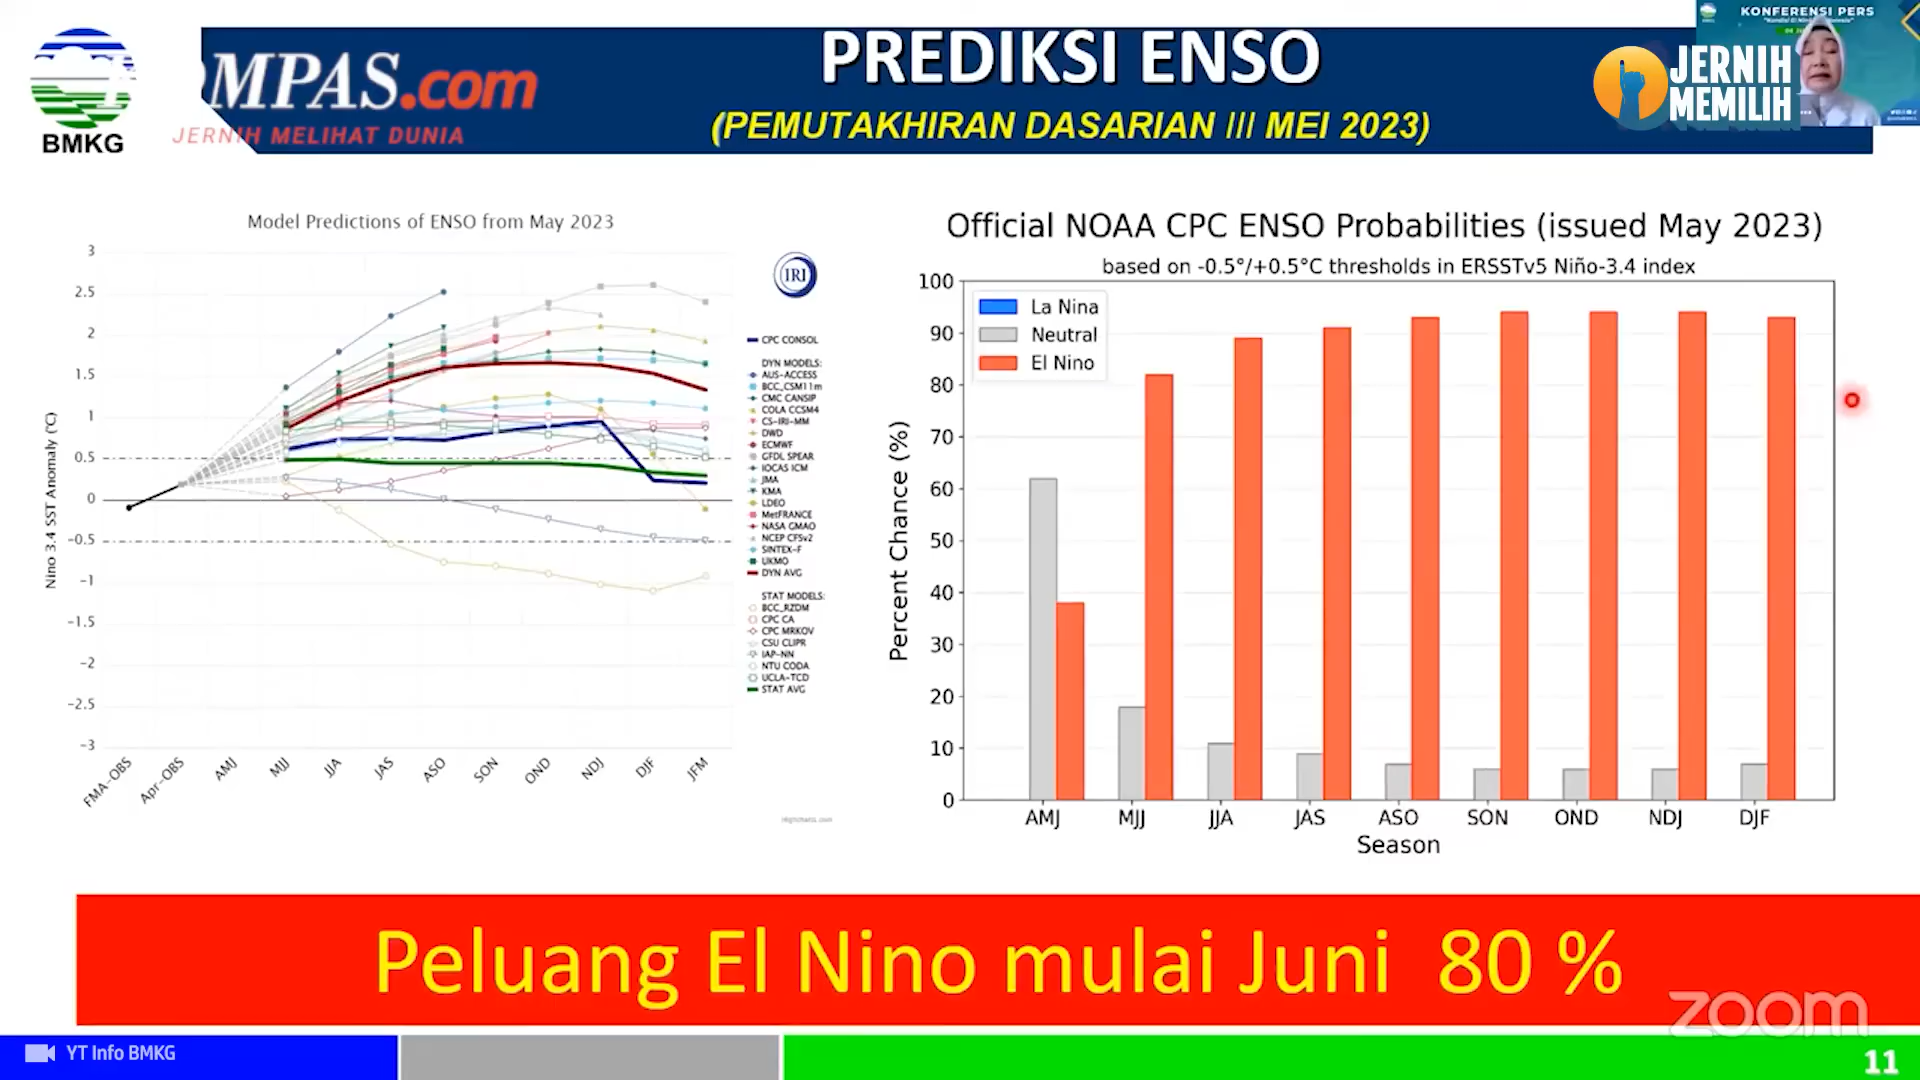 BMKG
OMPAS.com
JERNIH MELIHAT DUNIA
PREDIKSI ENSO
(PEMUTAKHIRAN DASARIAN III MEI 2023)
KONFERENSI PERS
JERNIH
MEMILIH
Model Predictions of ENSO from May 2023
IRI
Nino 3.4 SST Anomaly (°C)
3
2.5
2
1.5
1
0.5
0
-0.5
-1
-1.5
-2
-2.5
-3
FMA-OBS
Apr-OBS
AMJ
MJJ
JJA
JAS
ASO
SON
OND
NDJ
DJF
JFM
CPC CONSOL
DYN MODELS:
AUS-ACCESS
BCC_CSM11m
CMC CANSIP
COLA CCSM4
CS-IRI-MM
DWD
ECMWF
GFDL SPEAR
IOCAS ICM
JMA
KMA
LDEO
MetFRANCE
NASA GMAO
NCEP CFSv2
SINTEX-F
UKMO
DYN AVG
STAT MODELS:
BCC_RZDM
CPC CA
CPC MRKOV
CSU CLIPR
IAP-NN
NTU CODA
UCLA-TCD
STAT AVG
highcharts.com
Official NOAA CPC ENSO Probabilities (issued May 2023)
based on -0.5°/+0.5°C thresholds in ERSSTv5 Niño-3.4 index
La Nina
Neutral
El Nino
Percent Chance (%)
100
90
80
70
60
50
40
30
20
10
0
AMJ
MJJ
JJA
JAS
ASO
SON
OND
NDJ
DJF
Season
Peluang El Nino mulai Juni 80 %
zoom
YT Info BMKG
11